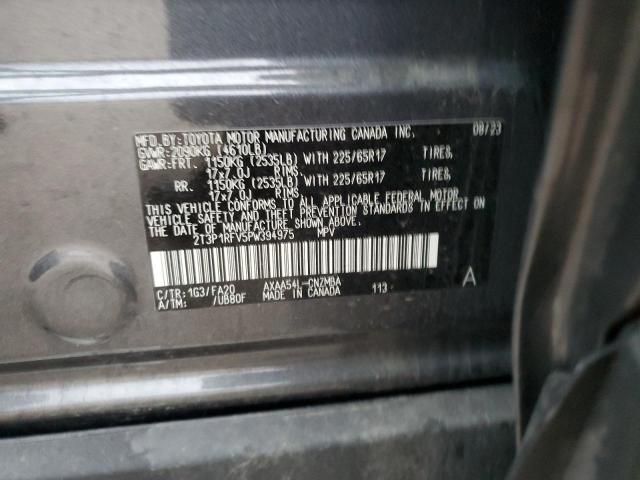 MFD.BY:TOYOTA MOTOR MANUFACTURING CANADA INC. 08/23
GVWR-2090KG (4610LB)
GAWR:FRT. 1150KG (2535LB) WITH 225/65R17 TIRES,
17x7.0J RIMS,
RR. 1150KG (2535LB) WITH 225/65R17 TIRES,
17x7.0J RIMS,
THIS VEHICLE CONFORMS TO ALL APPLICABLE FEDERAL MOTOR
VEHICLE SAFETY AND THEFT PREVENTION STANDARDS IN EFFECT ON
THE DATE OF MANUFACTURE SHOWN ABOVE.
2T3P1RFV5PW394975 MPV
C/TR:1G3/FA20 AXAA54L-CNZMBA 113 A
A/TM: /UB80F MADE IN CANADA